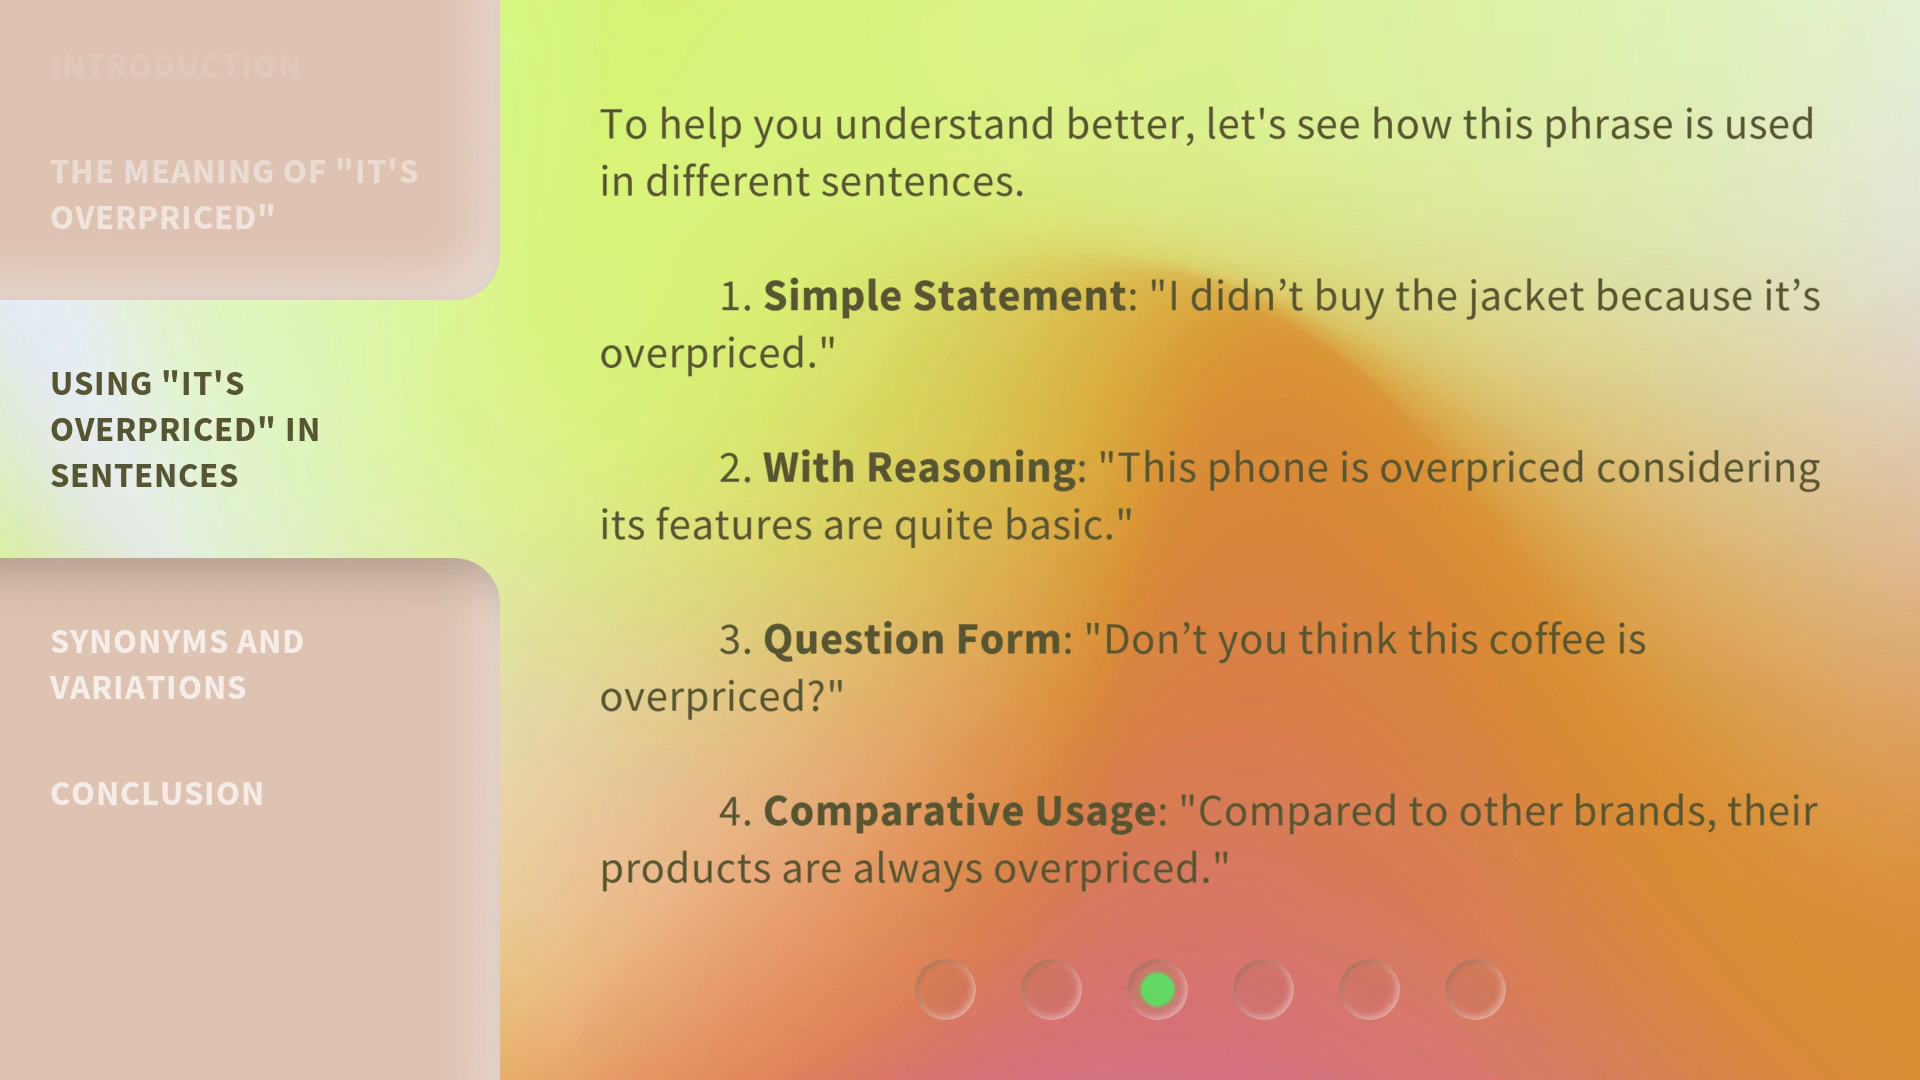 INTRODUCTION
THE MEANING OF "IT'S
OVERPRICED"
USING "IT'S
OVERPRICED" IN
SENTENCES
SYNONYMS AND
VARIATIONS
CONCLUSION
To help you understand better, let's see how this phrase is used
in different sentences.
1. Simple Statement: "I didn’t buy the jacket because it’s
overpriced."
2. With Reasoning: "This phone is overpriced considering
its features are quite basic."
3. Question Form: "Don’t you think this coffee is
overpriced?"
4. Comparative Usage: "Compared to other brands, their
products are always overpriced."